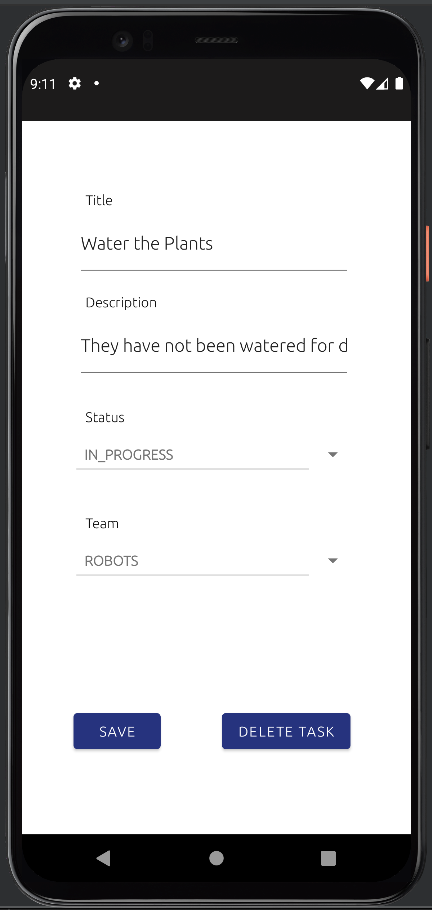 9:11
Title
Water the Plants
Description
They have not been watered for d
Status
IN_PROGRESS
Team
ROBOTS
SAVE
DELETE TASK